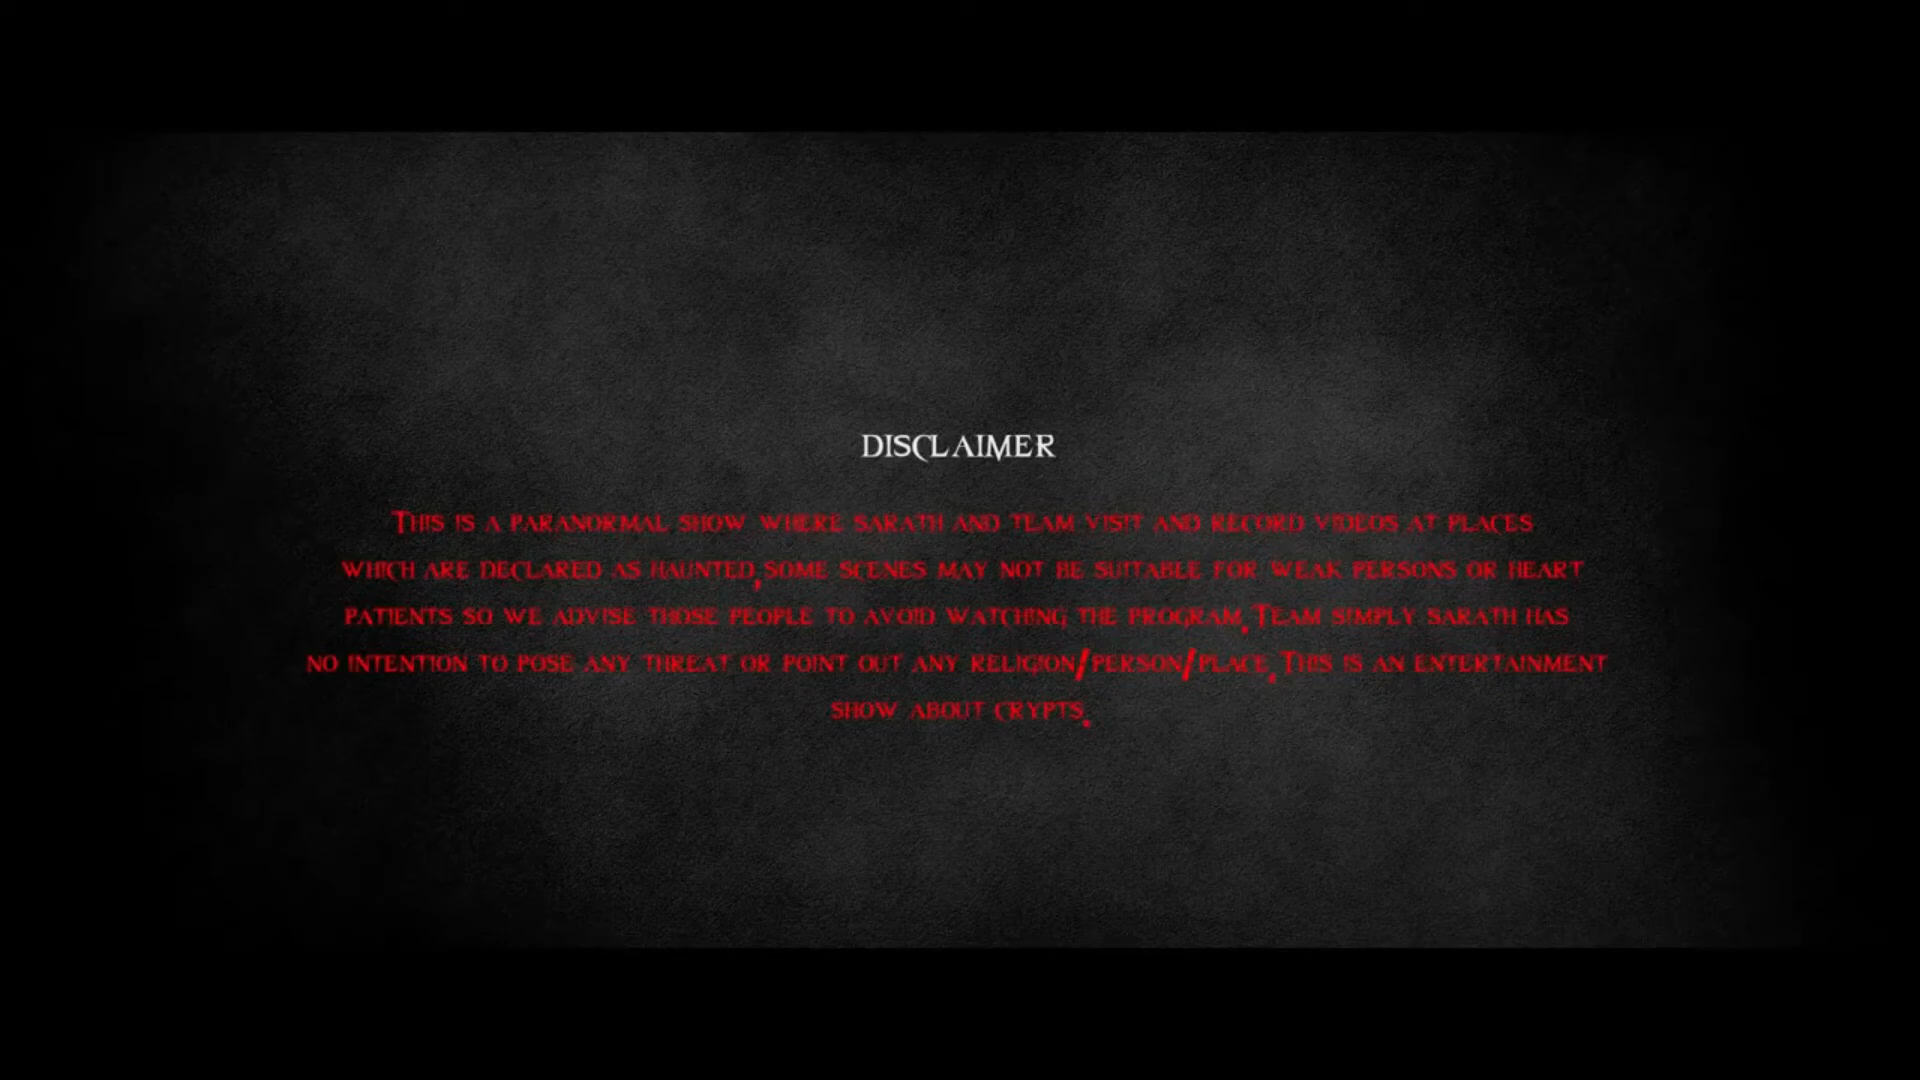 DISCLAIMER
THIS IS A PARANORMAL SHOW WHERE SARATH AND TEAM VISIT AND RECORD VIDEOS AT PLACES
WHICH ARE DECLARED AS HAUNTED,SOME SCENES MAY NOT BE SUITABLE FOR WEAK PERSONS OR HEART
PATIENTS SO WE ADVISE THOSE PEOPLE TO AVOID WATCHING THE PROGRAM.TEAM SIMPLY SARATH HAS
NO INTENTION TO POSE ANY THREAT OR POINT OUT ANY RELIGION/PERSON/PLACE.THIS IS AN ENTERTAINMENT
SHOW ABOUT CRYPTS.